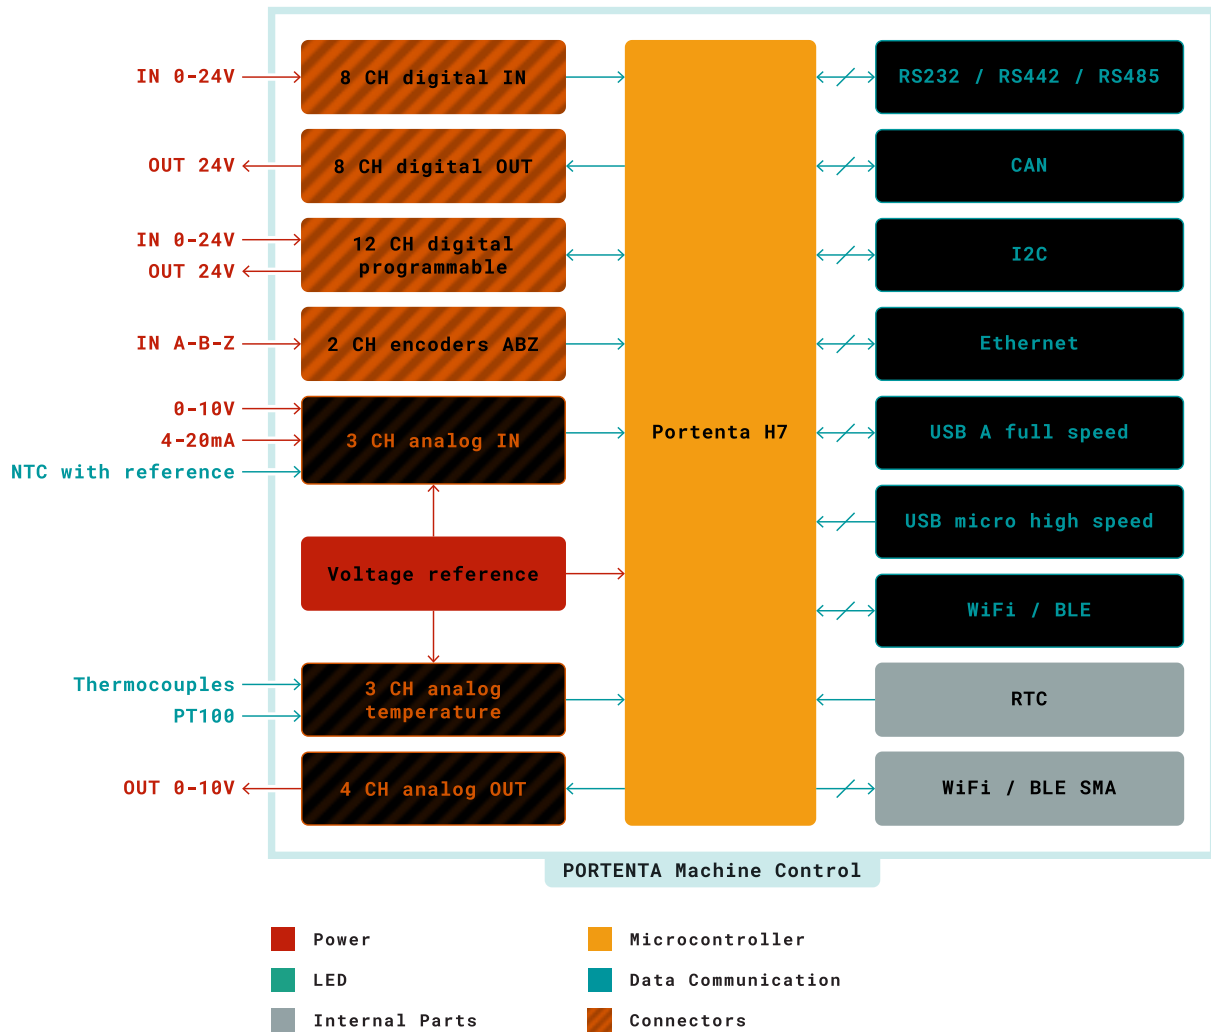 IN 0-24V
8 CH digital IN
RS232 / RS442 / RS485
OUT 24V
8 CH digital OUT
CAN
IN 0-24V
OUT 24V
12 CH digital
programmable
I2C
IN A-B-Z
2 CH encoders ABZ
Ethernet
0-10V
4-20mA
NTC with reference
3 CH analog IN
Portenta H7
USB A full speed
USB micro high speed
Voltage reference
WiFi / BLE
Thermocouples
PT100
3 CH analog
temperature
RTC
OUT 0-10V
4 CH analog OUT
WiFi / BLE SMA
PORTENTA Machine Control
Power
Microcontroller
LED
Data Communication
Internal Parts
Connectors